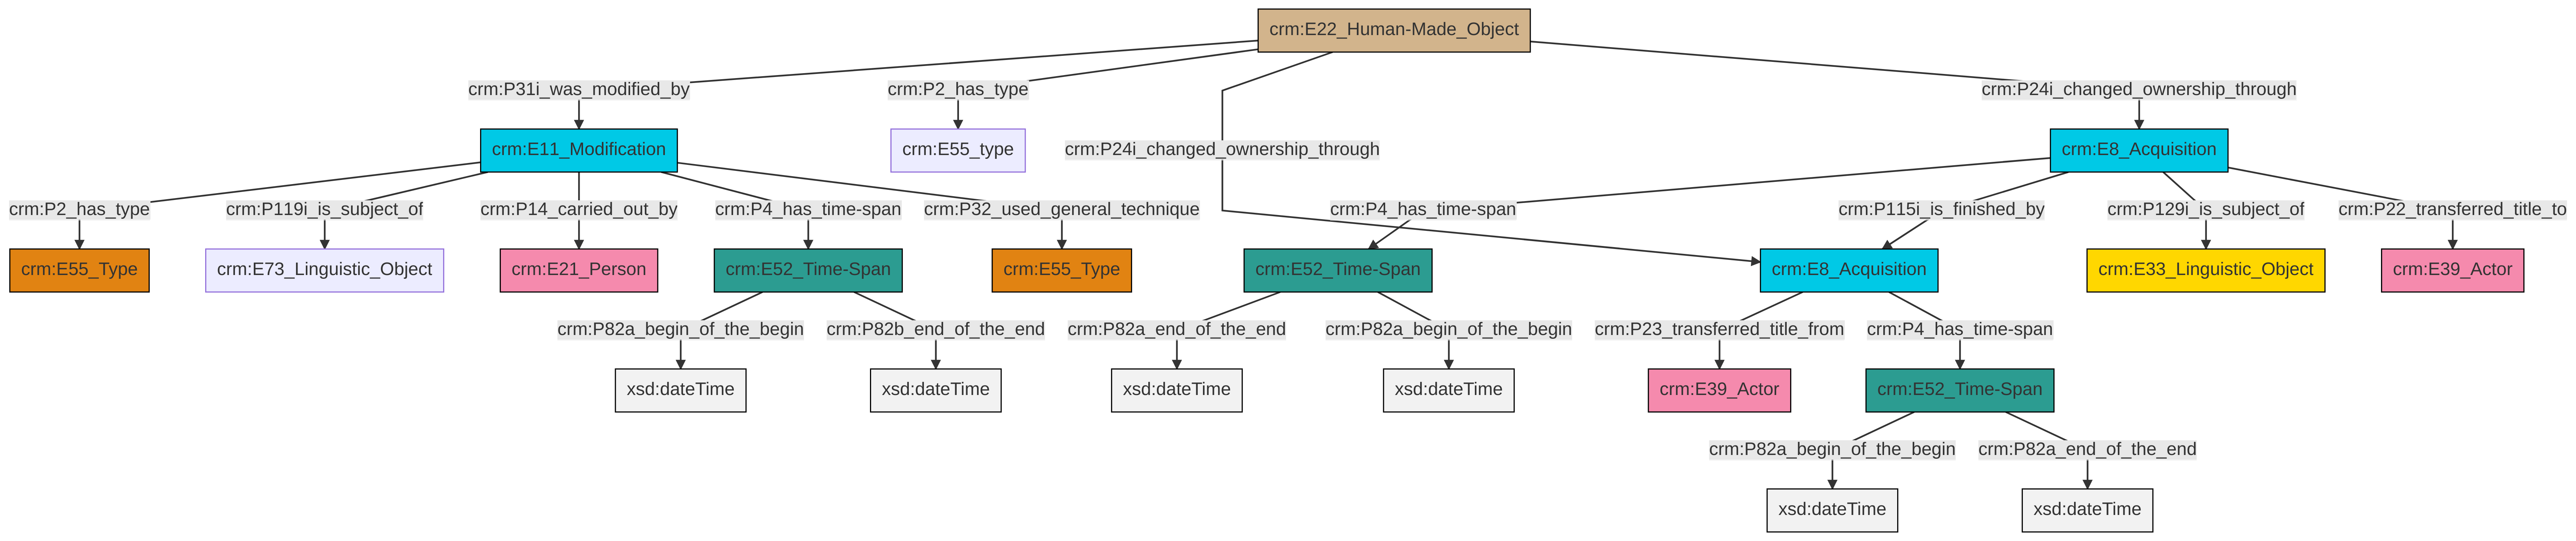 crm:E22_Human-Made_Object
crm:P31i_was_modified_by
crm:P2_has_type
crm:P24i_changed_ownership_through
crm:E11_Modification
crm:E55_type
crm:P24i_changed_ownership_through
crm:E8_Acquisition
crm:P2_has_type
crm:P119i_is_subject_of
crm:P14_carried_out_by
crm:P4_has_time-span
crm:P32_used_general_technique
crm:P4_has_time-span
crm:P115i_is_finished_by
crm:P129i_is_subject_of
crm:P22_transferred_title_to
crm:E55_Type
crm:E73_Linguistic_Object
crm:E21_Person
crm:E52_Time-Span
crm:E55_Type
crm:E52_Time-Span
crm:E8_Acquisition
crm:E33_Linguistic_Object
crm:E39_Actor
crm:P82a_begin_of_the_begin
crm:P82b_end_of_the_end
crm:P82a_end_of_the_end
crm:P82a_begin_of_the_begin
crm:P23_transferred_title_from
crm:P4_has_time-span
xsd:dateTime
xsd:dateTime
xsd:dateTime
xsd:dateTime
crm:E39_Actor
crm:E52_Time-Span
crm:P82a_begin_of_the_begin
crm:P82a_end_of_the_end
xsd:dateTime
xsd:dateTime